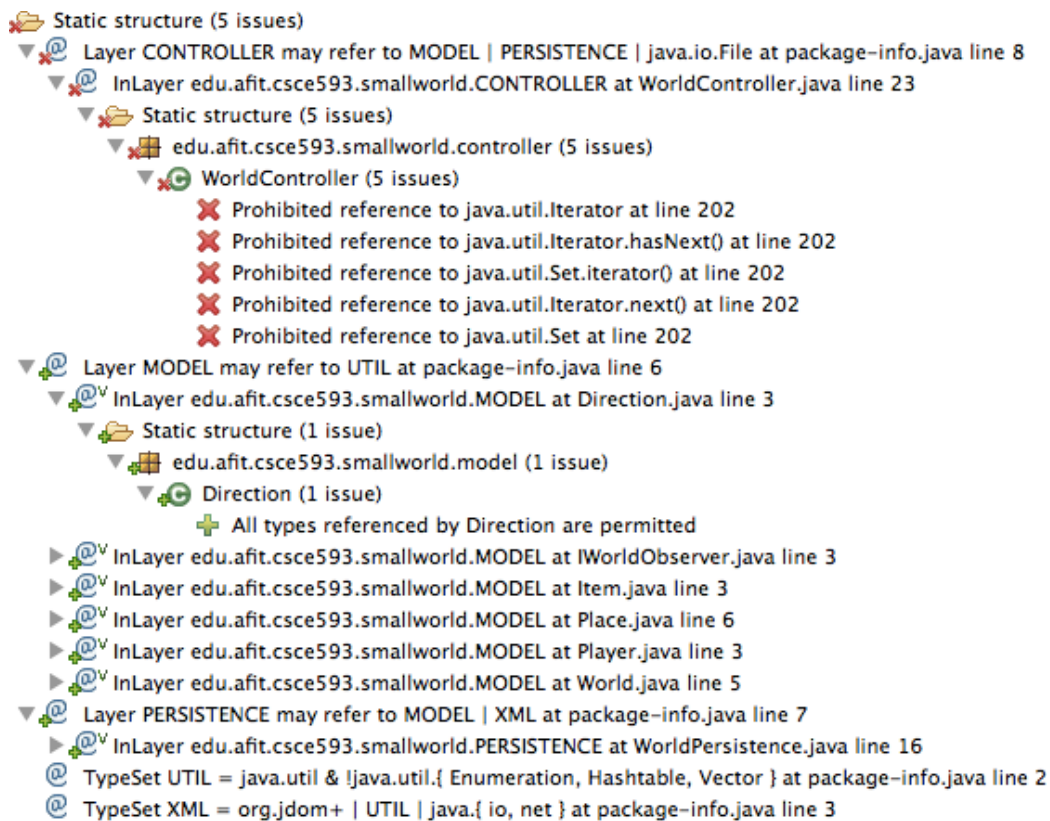 Static structure (5 issues)
Layer CONTROLLER may refer to MODEL | PERSISTENCE | java.io.File at package-info.java line 8
InLayer edu.afit.csce593.smallworld.CONTROLLER at WorldController.java line 23
Static structure (5 issues)
edu.afit.csce593.smallworld.controller (5 issues)
WorldController (5 issues)
Prohibited reference to java.util.Iterator at line 202
Prohibited reference to java.util.Iterator.hasNext() at line 202
Prohibited reference to java.util.Set.iterator() at line 202
Prohibited reference to java.util.Iterator.next() at line 202
Prohibited reference to java.util.Set at line 202
Layer MODEL may refer to UTIL at package-info.java line 6
InLayer edu.afit.csce593.smallworld.MODEL at Direction.java line 3
Static structure (1 issue)
edu.afit.csce593.smallworld.model (1 issue)
Direction (1 issue)
All types referenced by Direction are permitted
InLayer edu.afit.csce593.smallworld.MODEL at IWorldObserver.java line 3
InLayer edu.afit.csce593.smallworld.MODEL at Item.java line 3
InLayer edu.afit.csce593.smallworld.MODEL at Place.java line 6
InLayer edu.afit.csce593.smallworld.MODEL at Player.java line 3
InLayer edu.afit.csce593.smallworld.MODEL at World.java line 5
Layer PERSISTENCE may refer to MODEL | XML at package-info.java line 7
InLayer edu.afit.csce593.smallworld.PERSISTENCE at WorldPersistence.java line 16
TypeSet UTIL = java.util & !java.util.{ Enumeration, Hashtable, Vector } at package-info.java line 2
TypeSet XML = org.jdom+ | UTIL | java.{ io, net } at package-info.java line 3